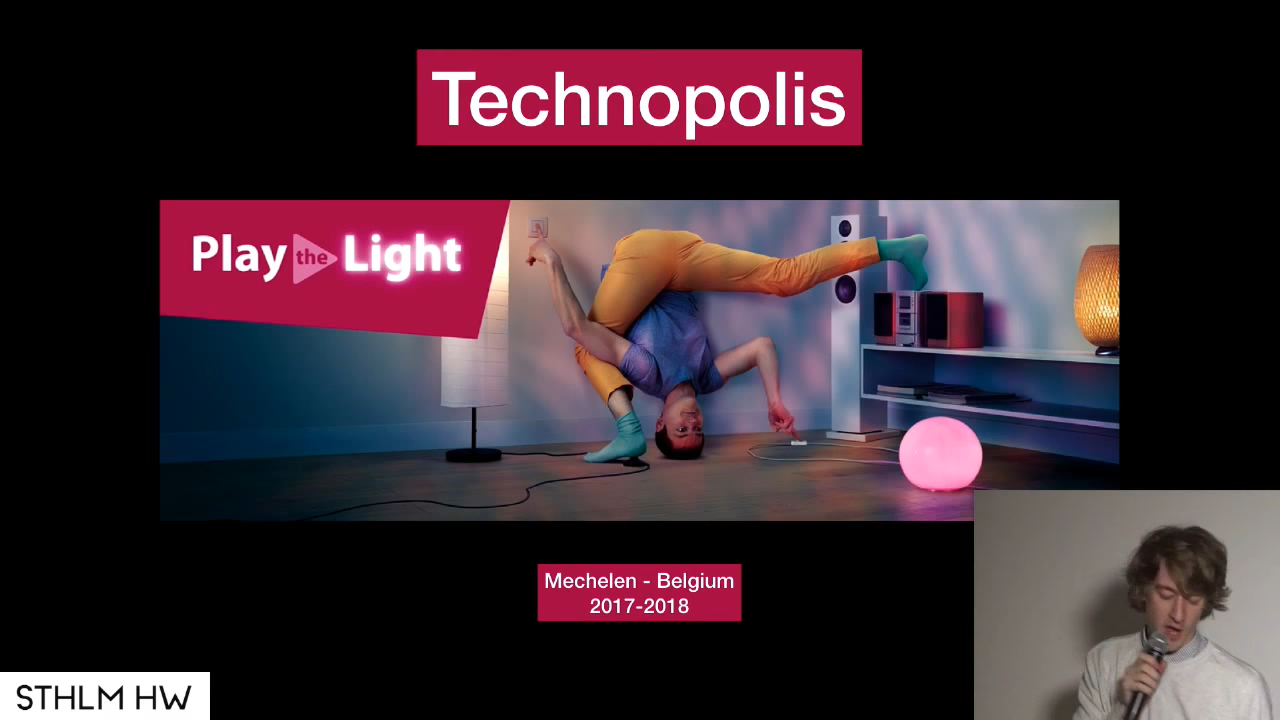 Technopolis
Play the Light
Mechelen - Belgium
2017-2018
STHLM HW